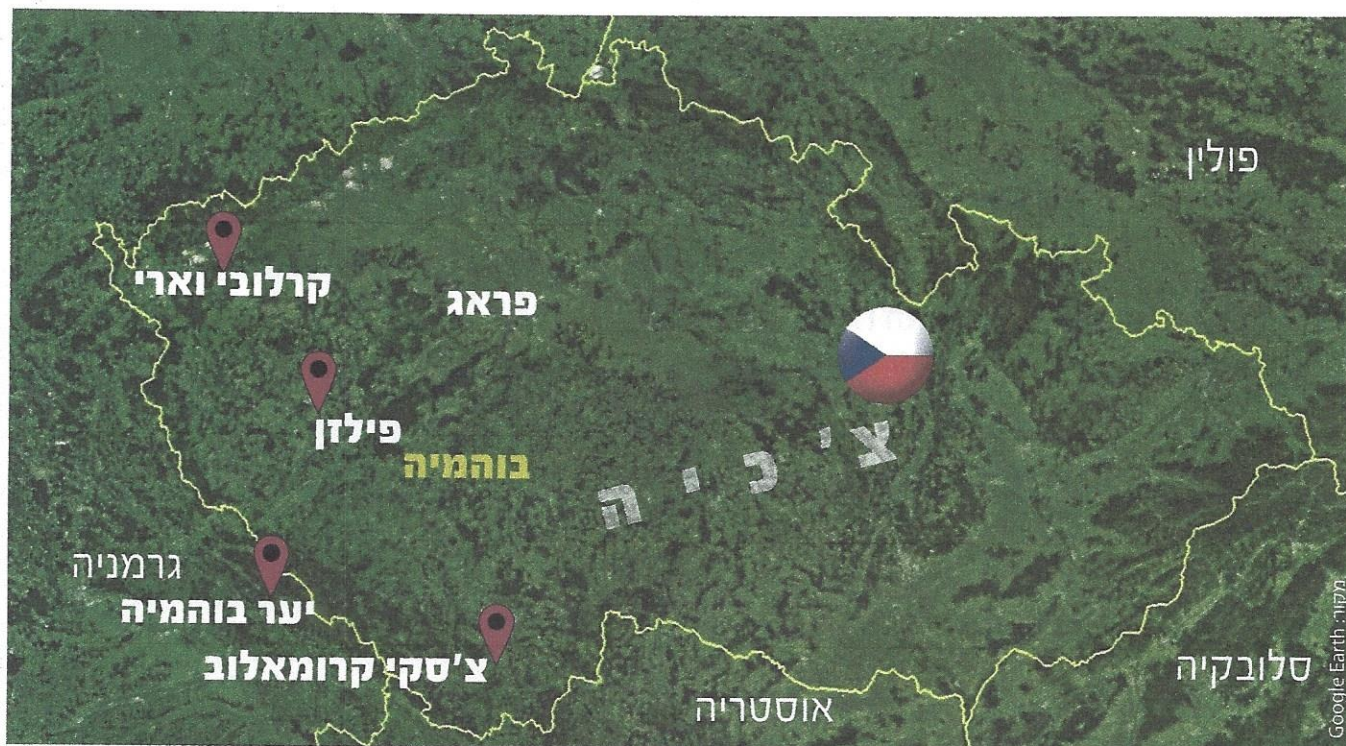 פולין
קרלובי וארי
פראג
פילזן
בוהמיה
צ'כיה
גרמניה
יער בוהמיה
צ'סקי קרומאלוב
אוסטריה
סלובקיה
מקור: Google Earth